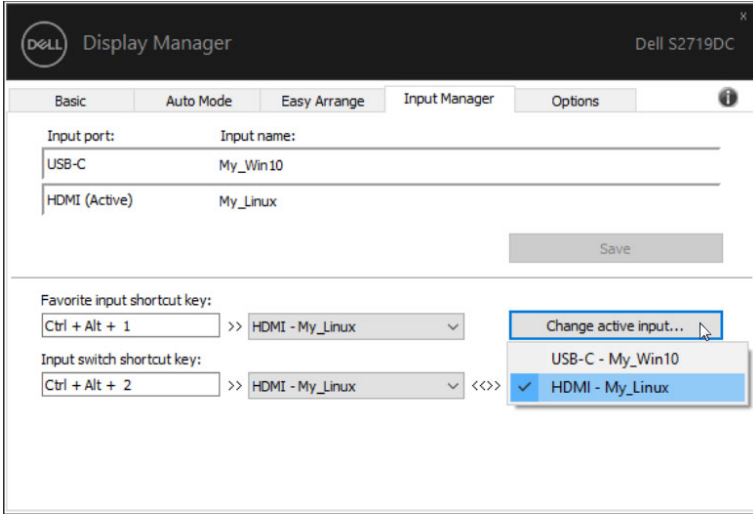 x
DELL Display Manager Dell S2719DC
Basic Auto Mode Easy Arrange Input Manager Options i
Input port: Input name:
USB-C My_Win10
HDMI (Active) My_Linux
Save
Favorite input shortcut key:
Ctrl + Alt + 1 >> HDMI - My_Linux Change active input...
USB-C - My_Win10
Input switch shortcut key:
Ctrl + Alt + 2 >> HDMI - My_Linux <<>> HDMI - My_Linux